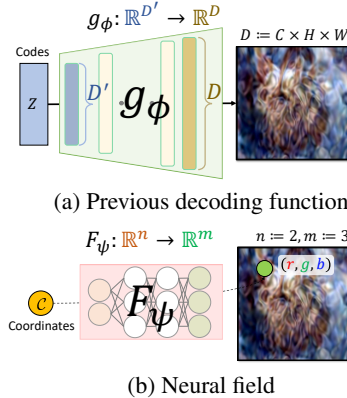 g_ϕ: ℝ^{D'} → ℝ^D
D ≔ C × H × W
Codes
Z
D'
g_ϕ
D
(a) Previous decoding function
F_ψ: ℝ^n → ℝ^m
n ≔ 2, m ≔ 3
(r, g, b)
𝒞
F_ψ
Coordinates
(b) Neural field